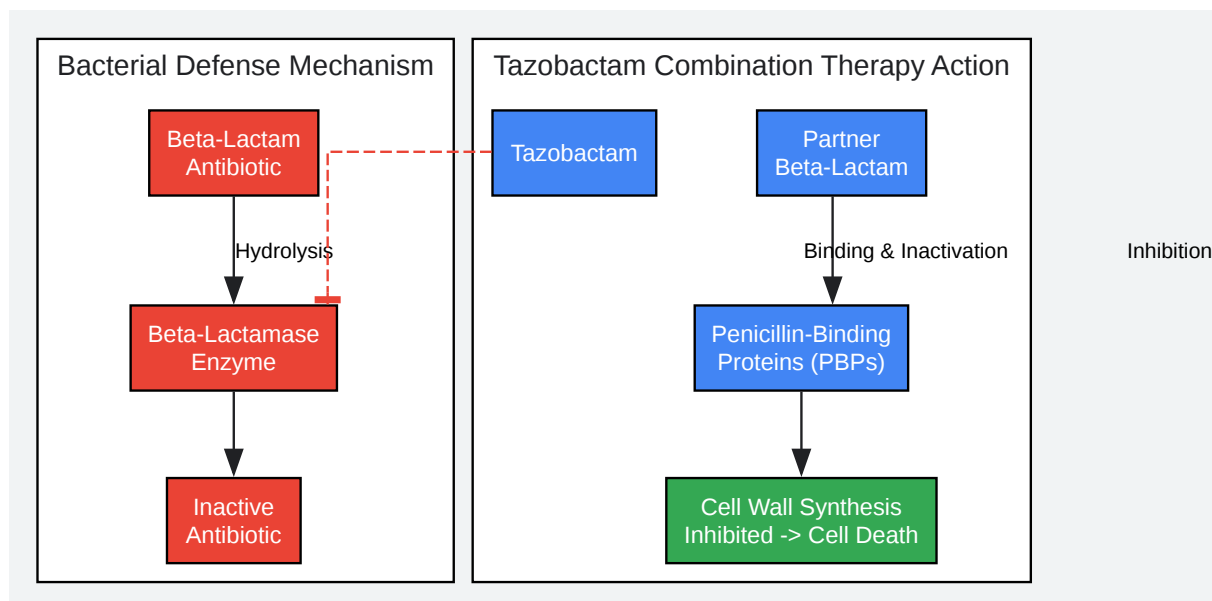 Bacterial Defense Mechanism
Tazobactam Combination Therapy Action
Beta-Lactam
Antibiotic
Tazobactam
Partner
Beta-Lactam
Hydrolysis
Binding & Inactivation
Inhibition
Beta-Lactamase
Enzyme
Penicillin-Binding
Proteins (PBPs)
Inactive
Antibiotic
Cell Wall Synthesis
Inhibited -> Cell Death